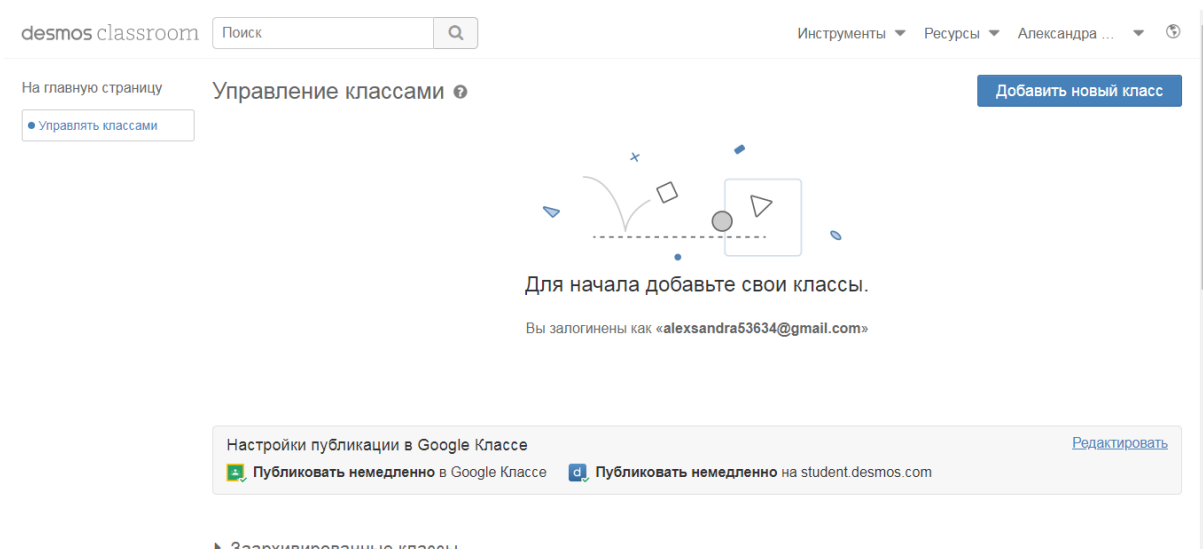 desmos classroom
Поиск
Инструменты
Ресурсы
Александра ...
На главную страницу
Управлять классами
Управление классами
Добавить новый класс
Для начала добавьте свои классы.
Вы залогинены как «alexsandra53634@gmail.com»
Настройки публикации в Google Классе
Редактировать
Публиковать немедленно в Google Классе
d Публиковать немедленно на student.desmos.com
Заархивированные классы